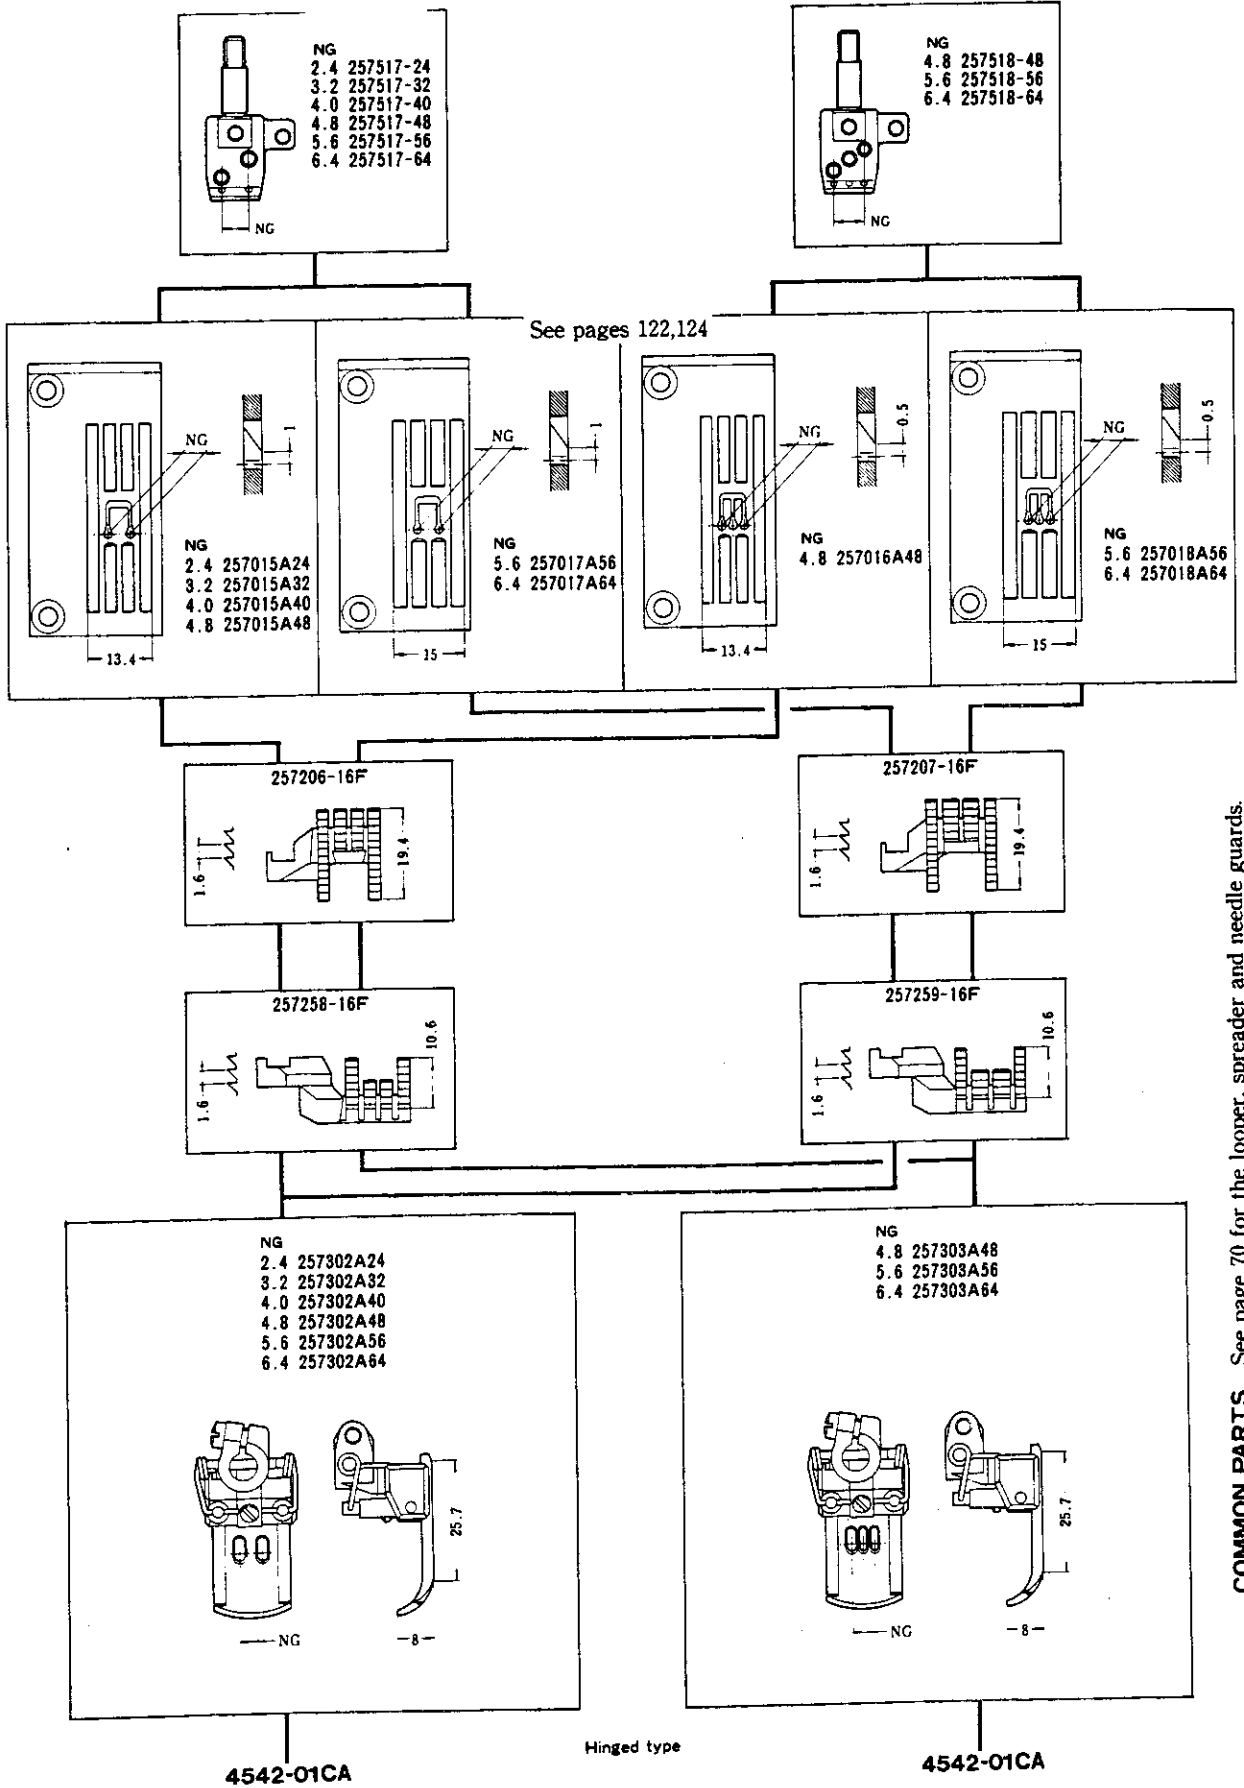 NG
2.4 257517-24
3.2 257517-32
4.0 257517-40
4.8 257517-48
5.6 257517-56
6.4 257517-64
NG
NG
4.8 257518-48
5.6 257518-56
6.4 257518-64
NG
See pages 122,124
NG
1
NG
2.4 257015A24
3.2 257015A32
4.0 257015A40
4.8 257015A48
13.4
NG
1
NG
5.6 257017A56
6.4 257017A64
15
NG
0.5
NG
4.8 257016A48
13.4
NG
0.5
NG
5.6 257018A56
6.4 257018A64
15
257206-16F
1.6
19.4
257207-16F
1.6
19.4
257258-16F
1.6
10.6
257259-16F
1.6
10.6
NG
2.4 257302A24
3.2 257302A32
4.0 257302A40
4.8 257302A48
5.6 257302A56
6.4 257302A64
25.7
NG
8
NG
4.8 257303A48
5.6 257303A56
6.4 257303A64
25.7
NG
8
Hinged type
4542-01CA
4542-01CA
COMMON PARTS See page 70 for the looper, spreader and needle guards.